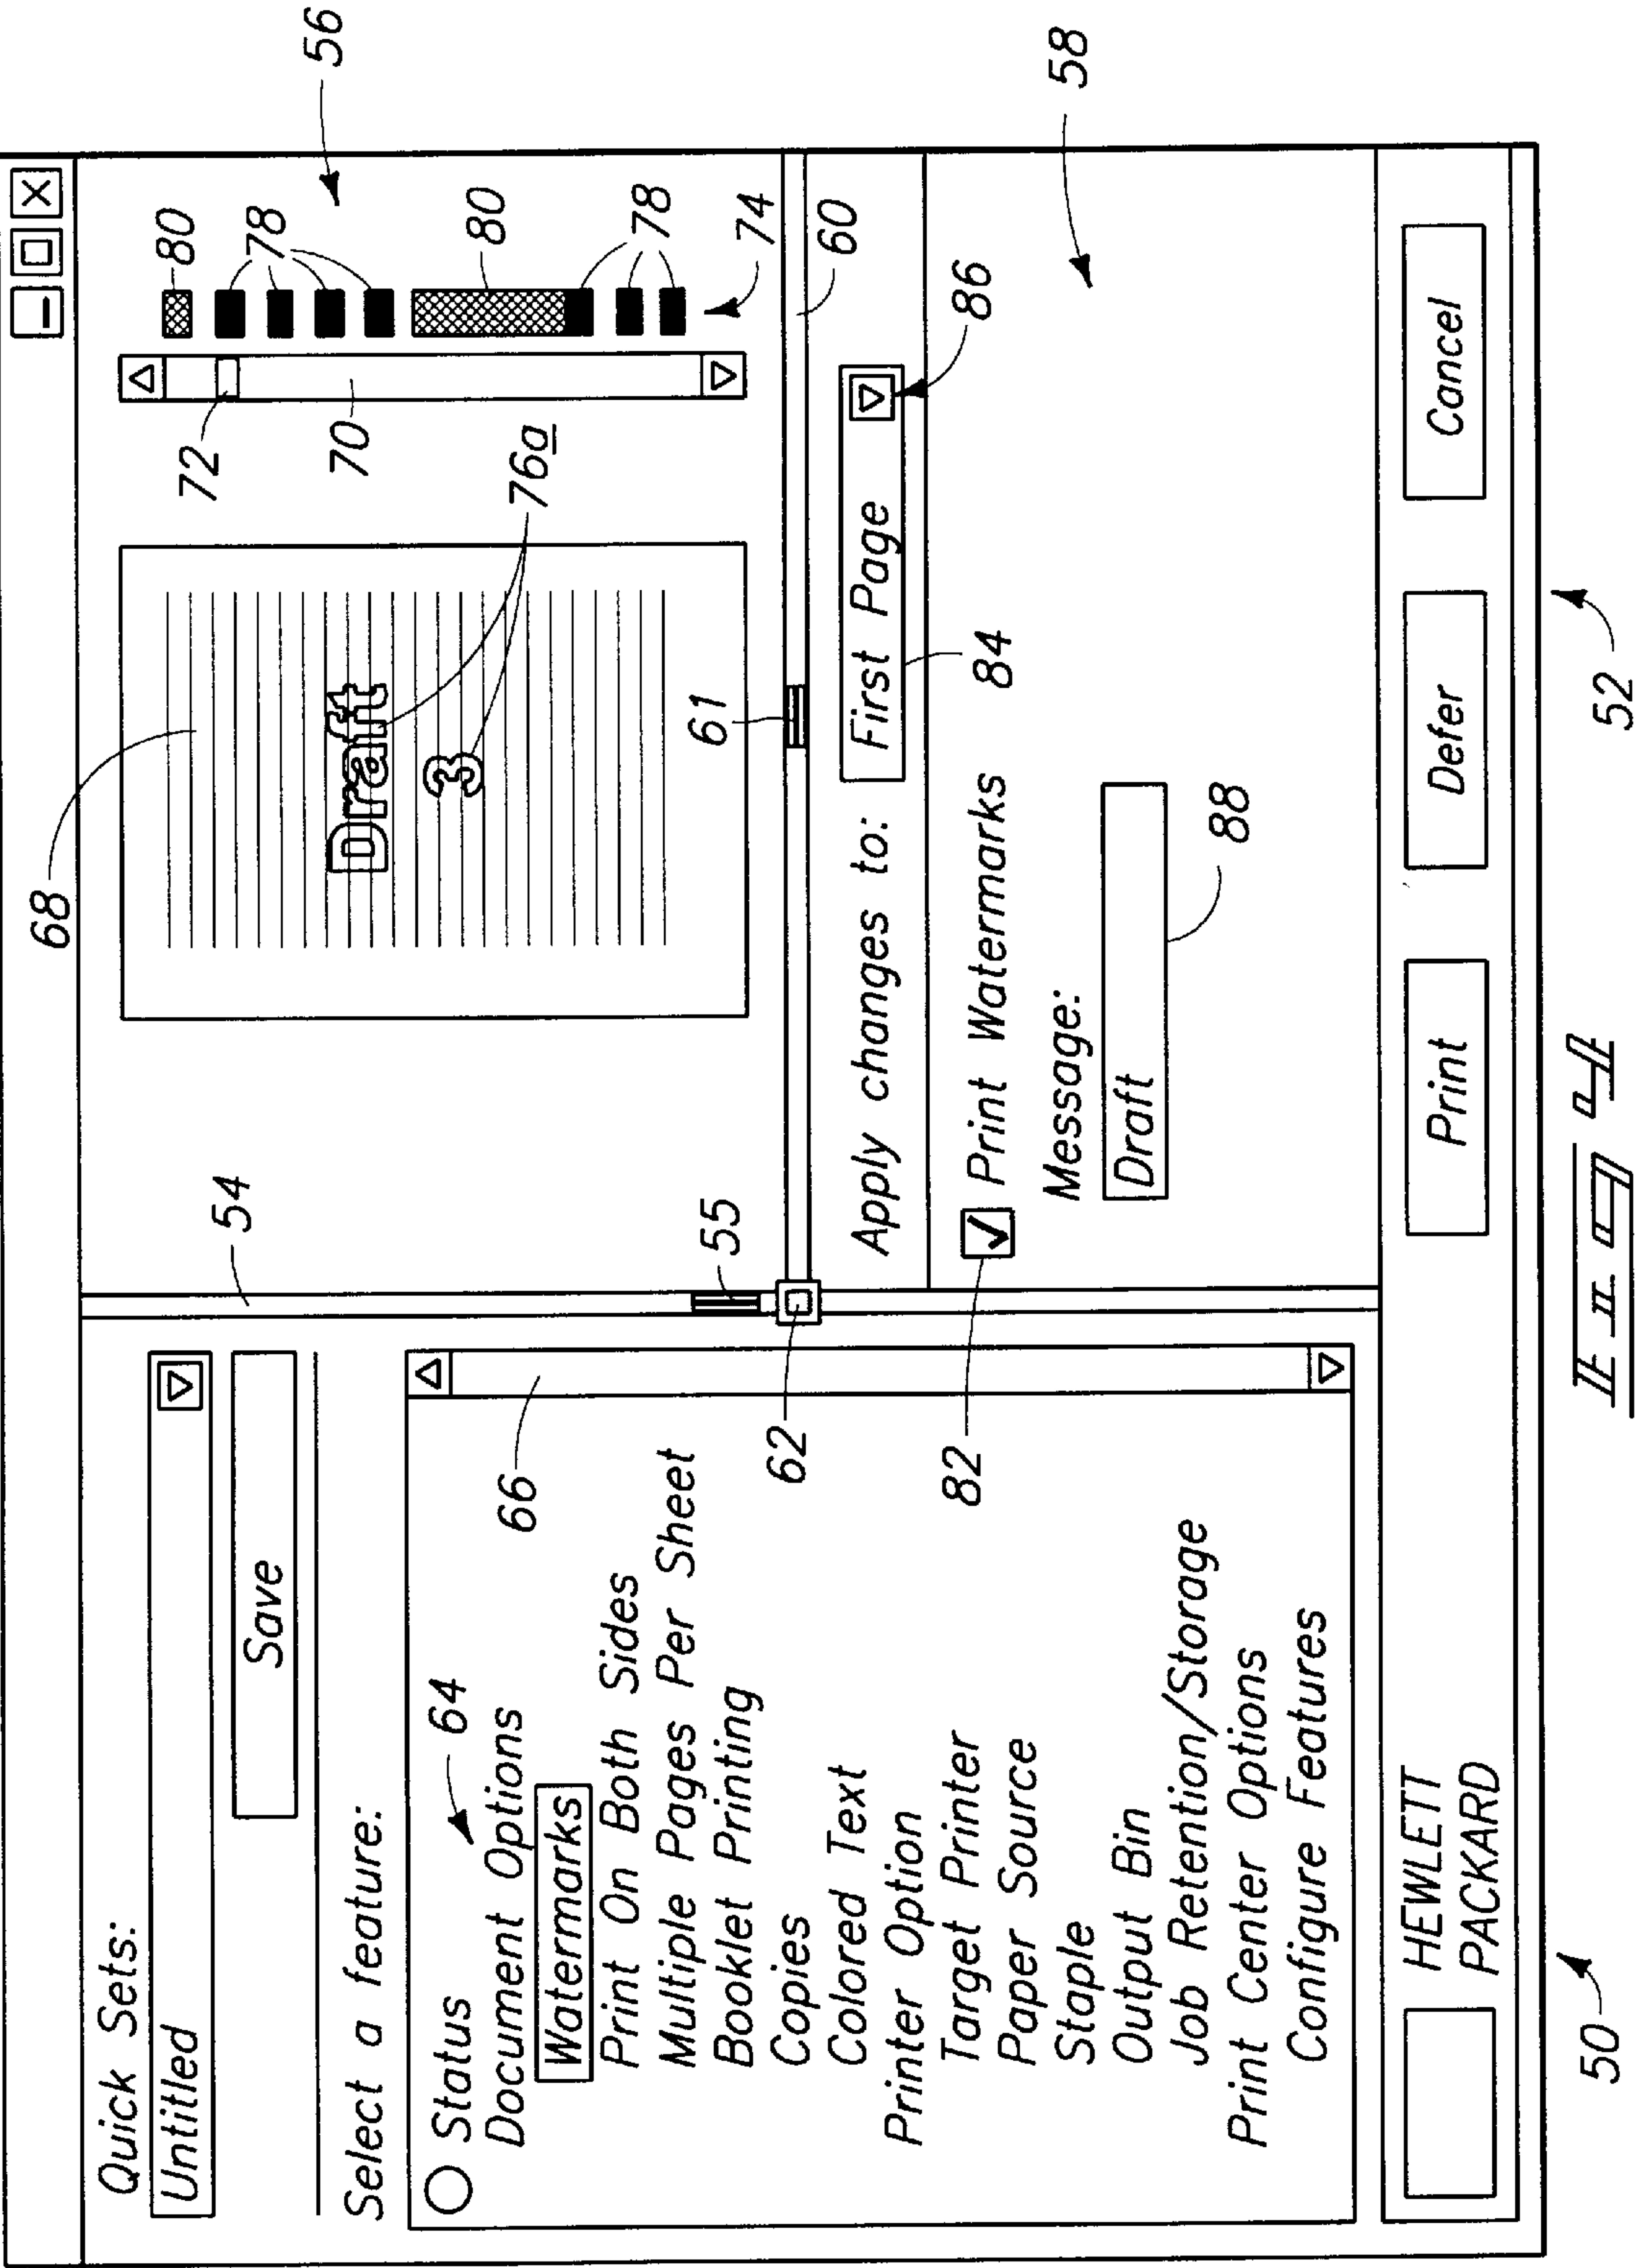 Quick Sets:
Untitled
Save
Select a feature:
Status
64
Document Options
Watermarks
Print On Both Sides
Multiple Pages Per Sheet
Booklet Printing
Copies
Colored Text
Printer Option
Target Printer
Paper Source
Staple
Output Bin
Job Retention/Storage
Print Center Options
Configure Features
66
54
55
62
82
68
Draft
3
76a
72
70
80
78
80
78
74
56
61
60
Apply changes to: First Page
86
84
Print Watermarks
Message:
Draft
88
58
HEWLETT
PACKARD
Print
Defer
Cancel
50
52
FIG 4